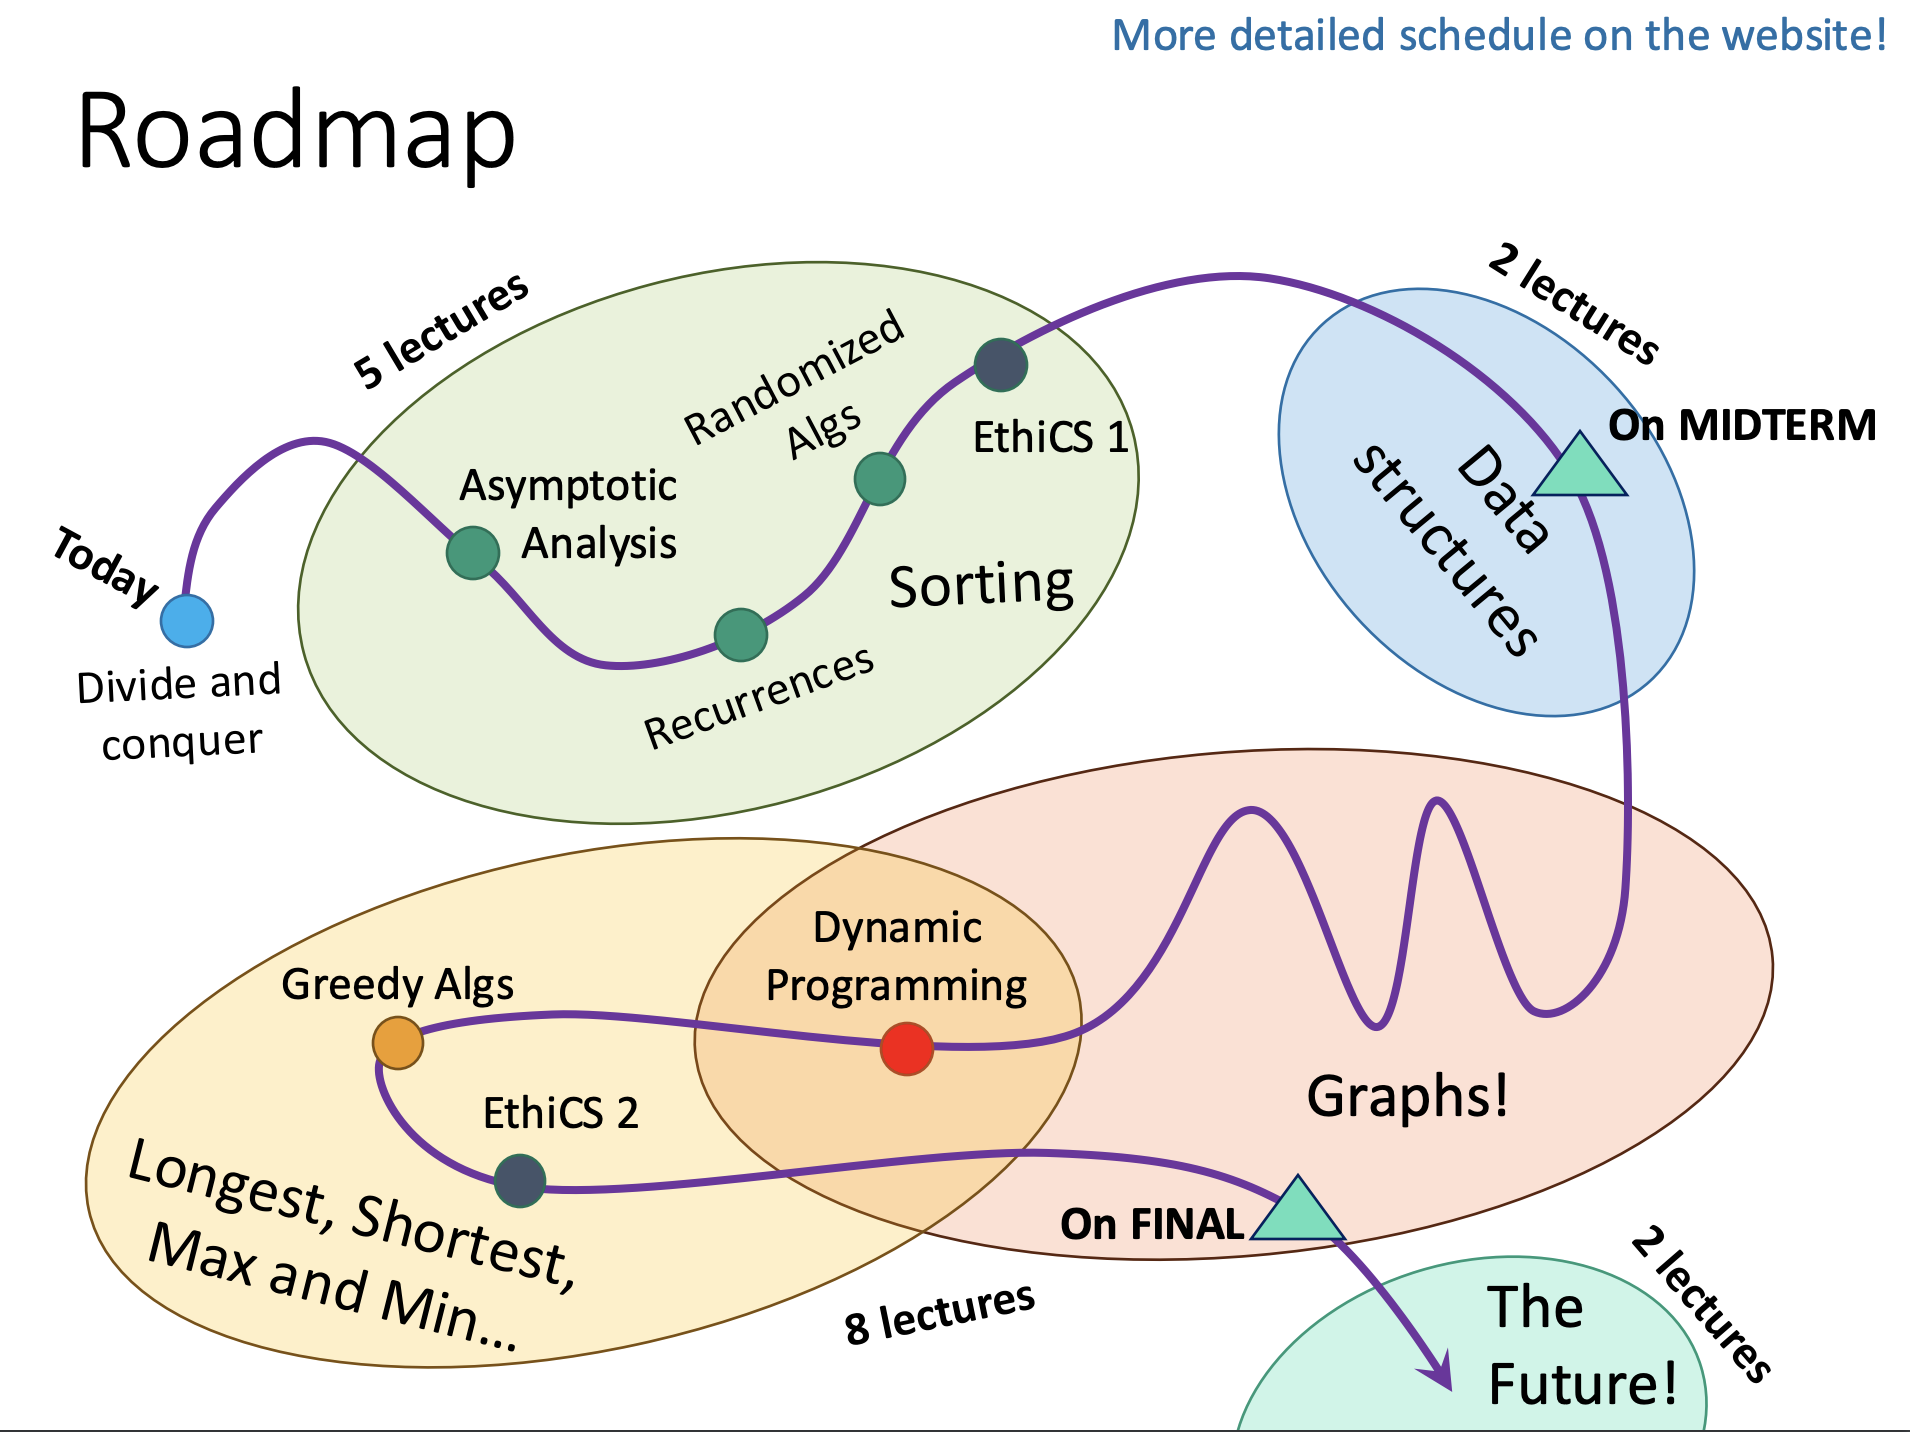 More detailed schedule on the website!
Roadmap
5 lectures
2 lectures
Randomized
Algs
On MIDTERM
EthiCS 1
Asymptotic
Analysis
Data
structures
Today
Sorting
Divide and
conquer
Recurrences
Dynamic
Programming
Greedy Algs
Graphs!
EthiCS 2
Longest, Shortest,
Max and Min...
On FINAL
8 lectures
2 lectures
The
Future!